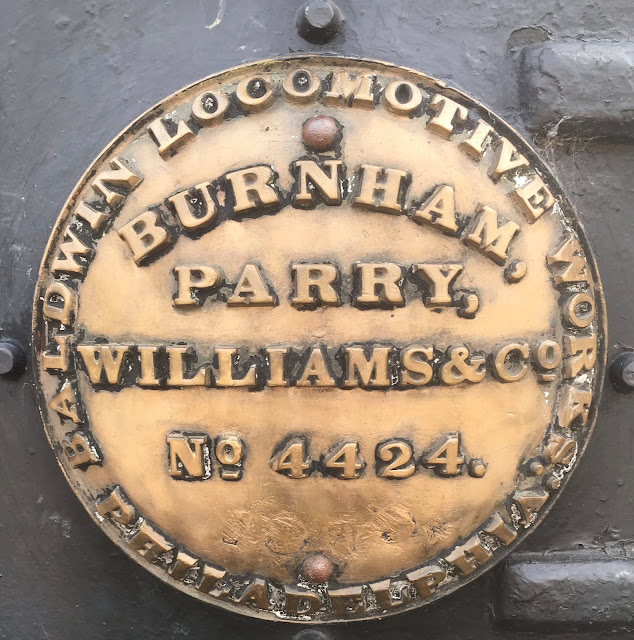 BALDWIN LOCOMOTIVE WORKS.
BURNHAM,
PARRY,
WILLIAMS & Co
No 4424.
PHILADELPHIA.